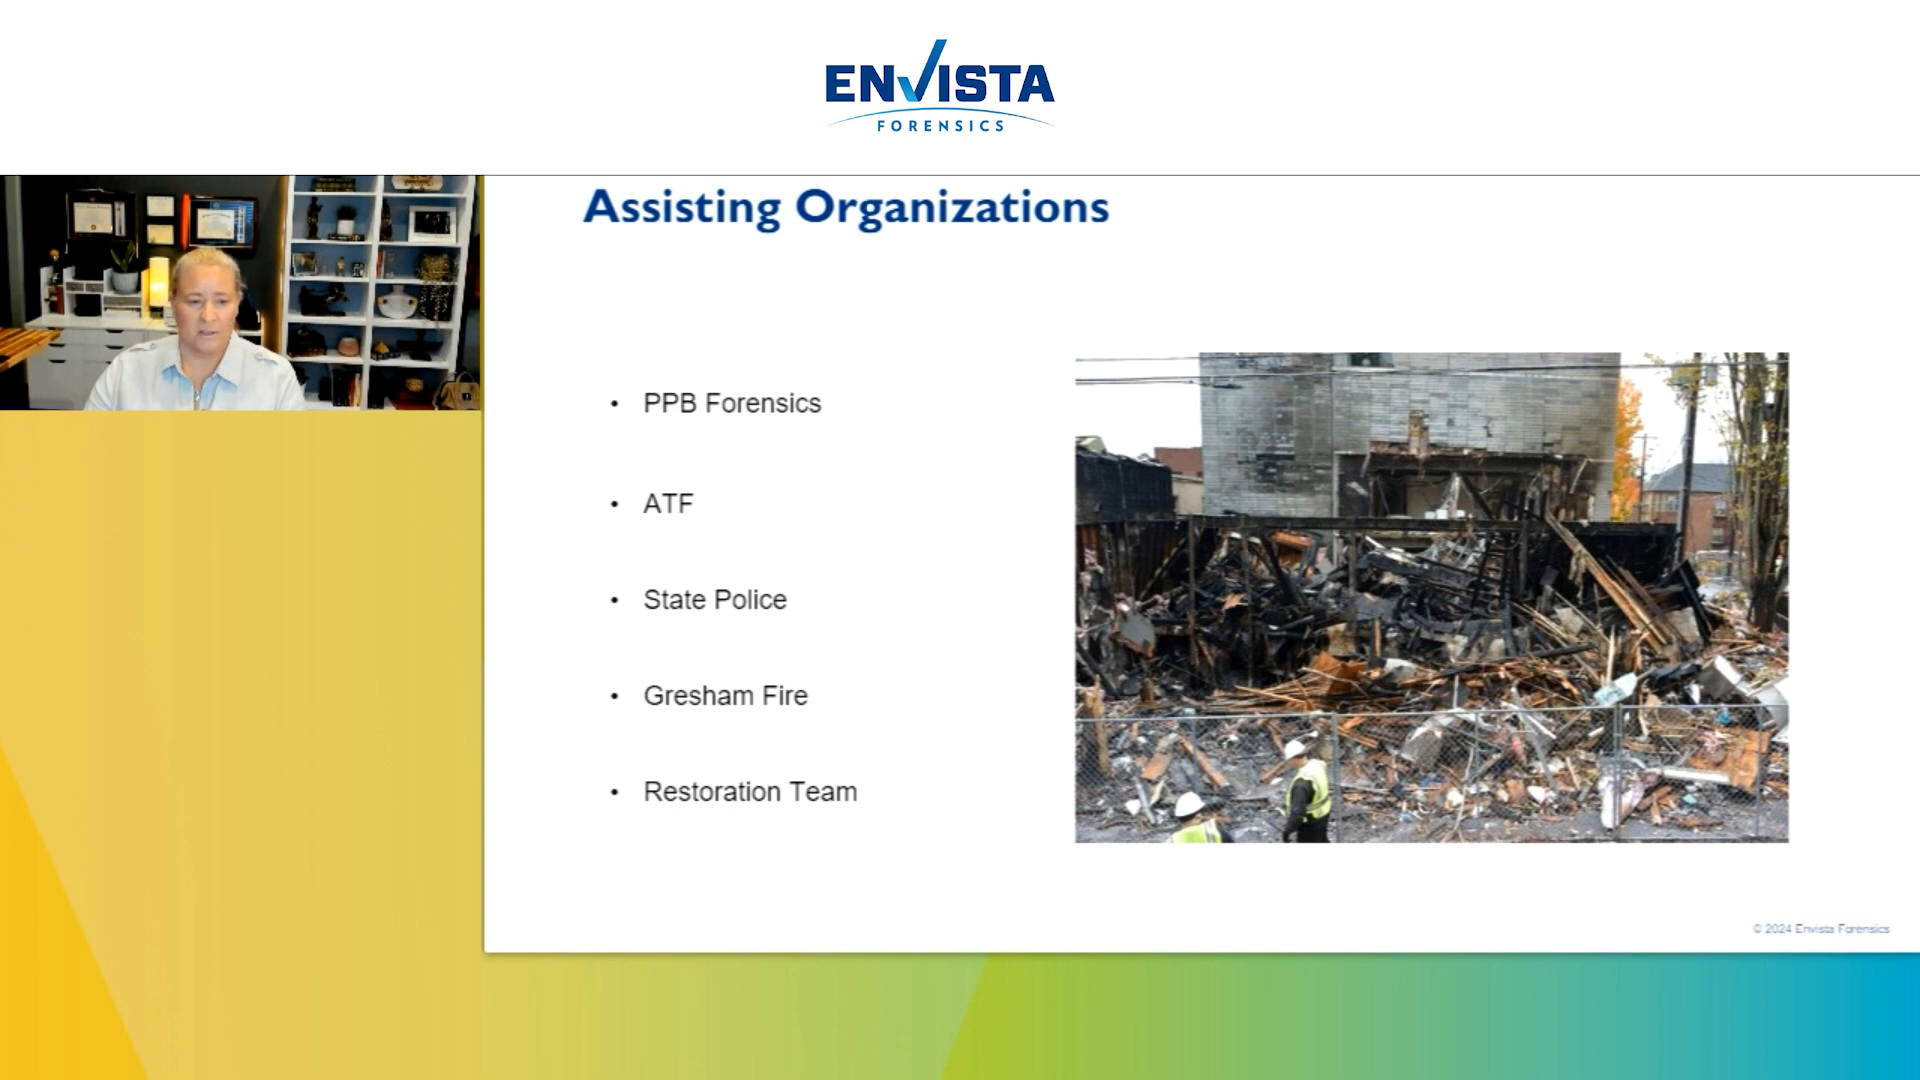 ENVISTA
FORENSICS
Assisting Organizations
• PPB Forensics
• ATF
• State Police
• Gresham Fire
• Restoration Team
© 2024 Envista Forensics